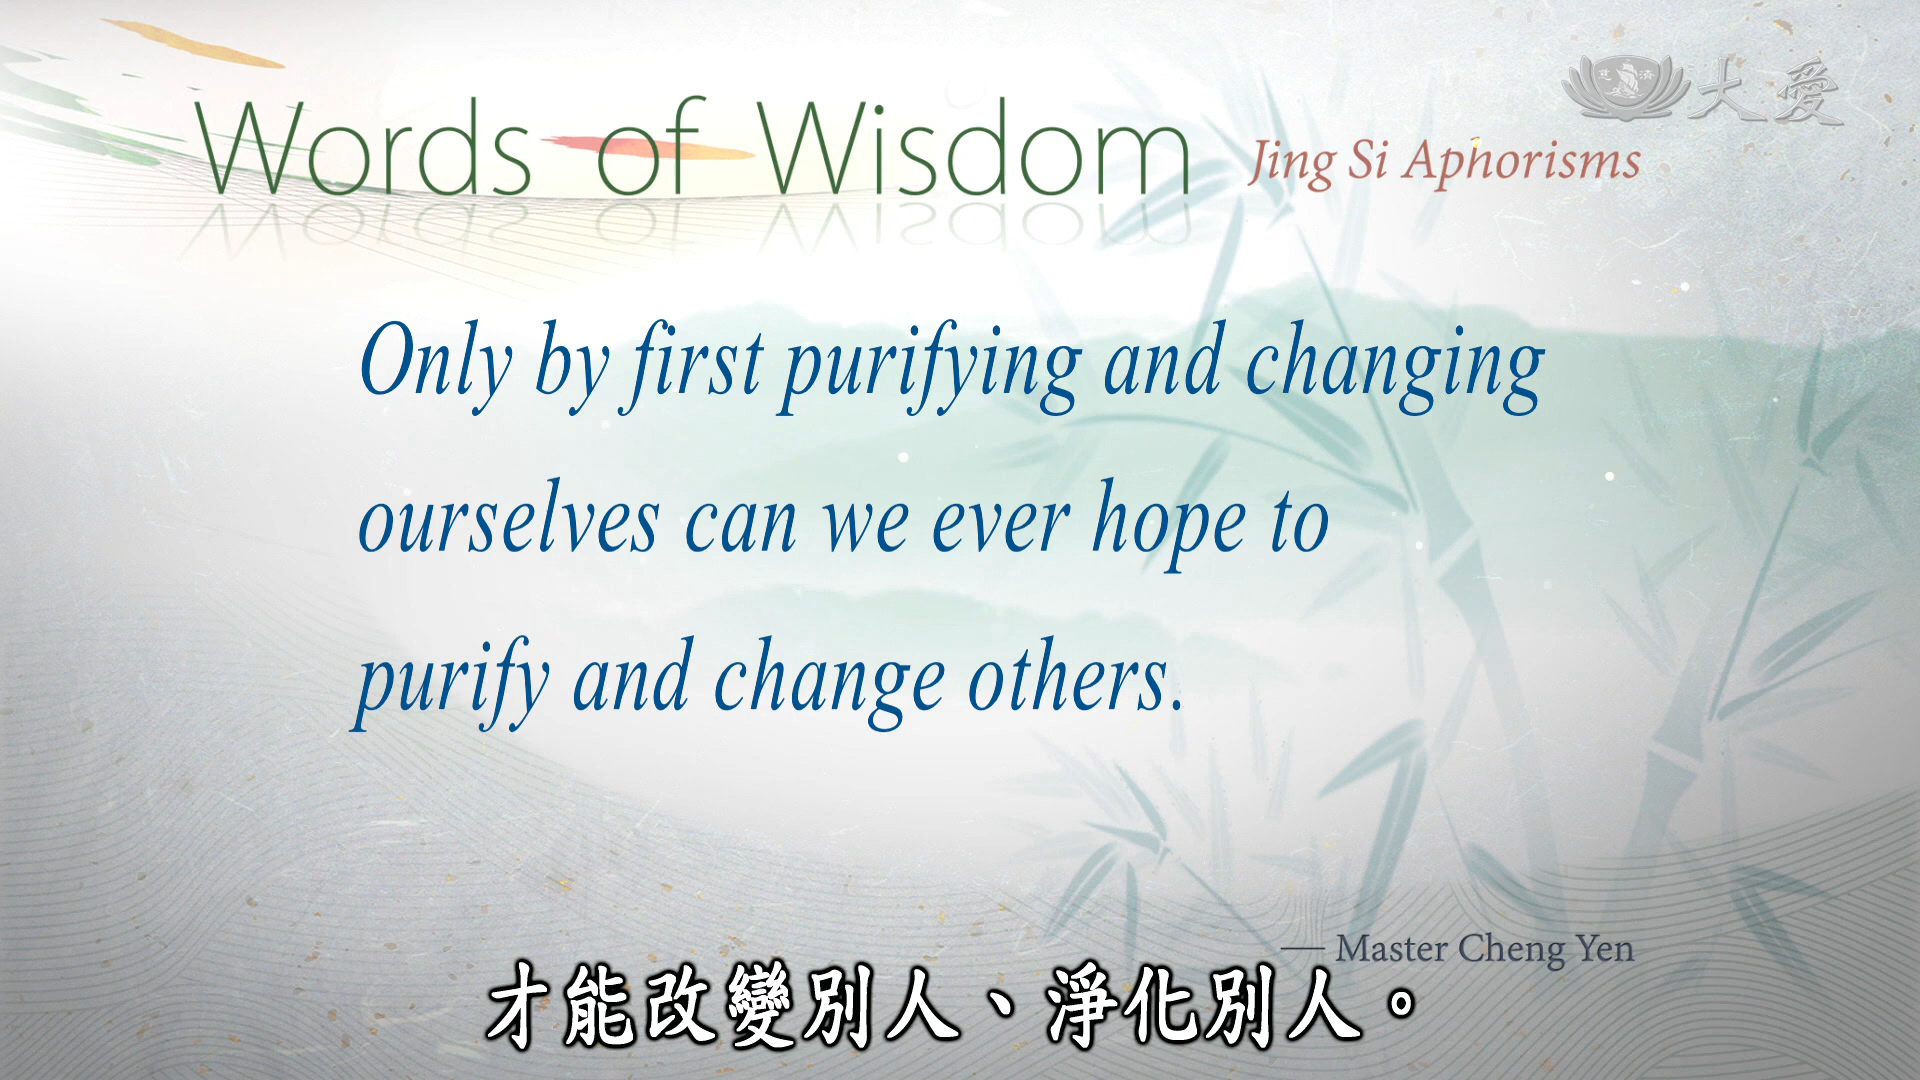 大愛
Words of Wisdom
Jing Si Aphorisms
Only by first purifying and changing
ourselves can we ever hope to
purify and change others.
— Master Cheng Yen
才能改變別人、淨化別人。